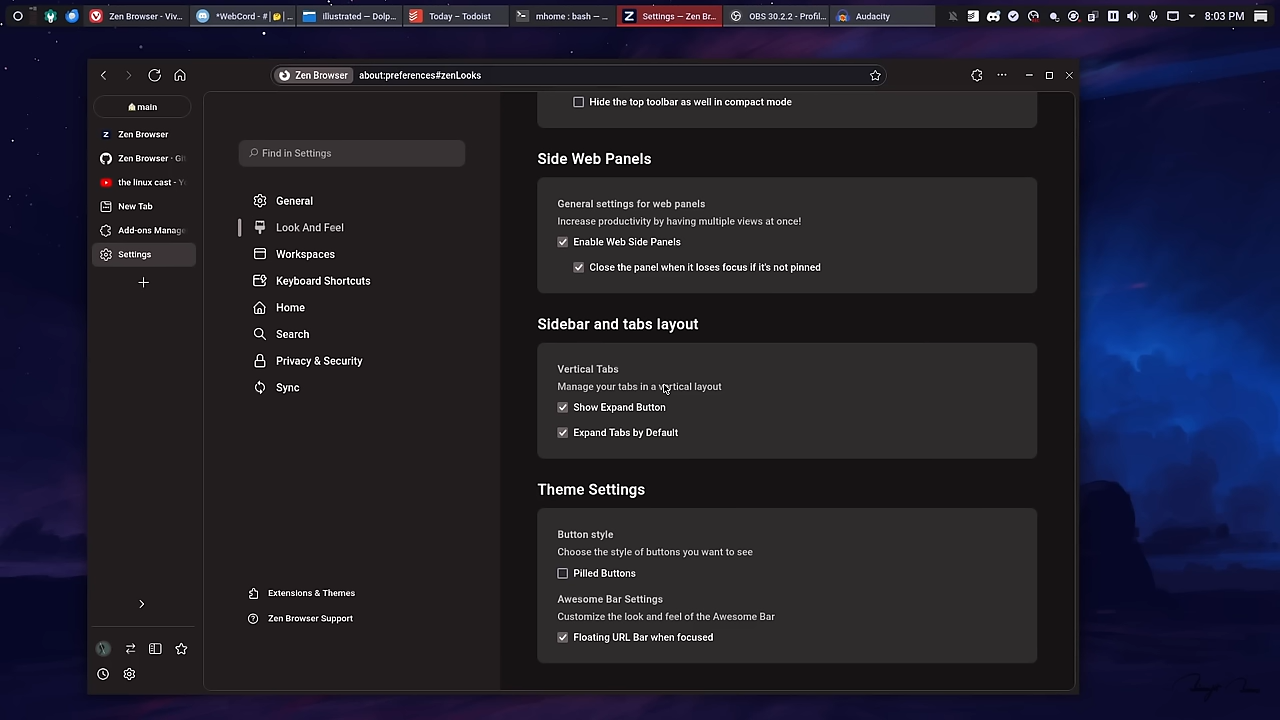 Zen Browser — Viv...
*WebCord - # | 🤔 | ...
illustrated — Dolp...
Today – Todoist
mhome : bash — ...
Settings — Zen Br...
OBS 30.2.2 - Profil...
Audacity
8:03 PM
Zen Browser
about:preferences#zenLooks
main
Zen Browser
Zen Browser · Gi
the linux cast - Y
New Tab
Add-ons Manage
Settings
Find in Settings
General
Look And Feel
Workspaces
Keyboard Shortcuts
Home
Search
Privacy & Security
Sync
Extensions & Themes
Zen Browser Support
Hide the top toolbar as well in compact mode
Side Web Panels
General settings for web panels
Increase productivity by having multiple views at once!
Enable Web Side Panels
Close the panel when it loses focus if it's not pinned
Sidebar and tabs layout
Vertical Tabs
Manage your tabs in a vertical layout
Show Expand Button
Expand Tabs by Default
Theme Settings
Button style
Choose the style of buttons you want to see
Pilled Buttons
Awesome Bar Settings
Customize the look and feel of the Awesome Bar
Floating URL Bar when focused